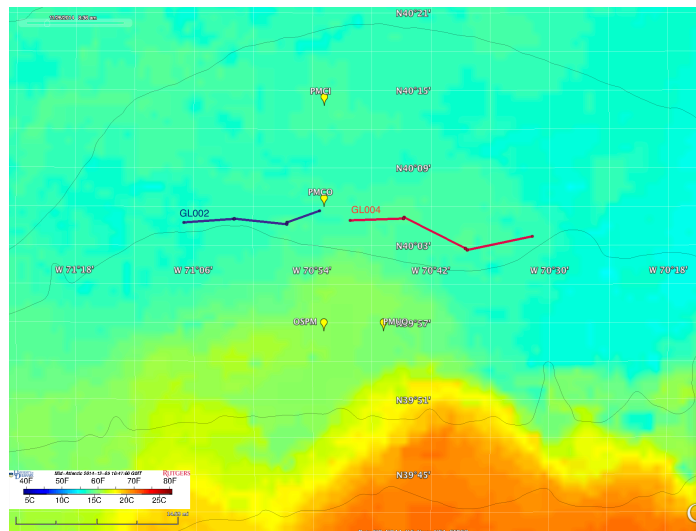 N40°21'
PMCI
N40°15'
N40°09'
PMCO
GL002
GL004
N40°03'
W 71°18'
W 71°06'
W 70°54'
W 70°42'
W 70°30'
W 70°18'
OSPM
N39°57'
N39°51'
N39°45'
RUTGERS
40F 50F 60F 70F 80F
5C 10C 15C 20C 25C